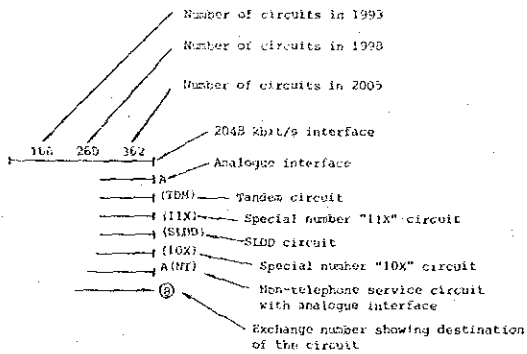 Number of circuits in 1993
Number of circuits in 1998
Number of circuits in 2005
2048 kbit/s interface
166 260 362
Analogue interface
A
(TDM) Tandem circuit
(11X) Special number "11X" circuit
(SLDD) SLDD circuit
(10X) Special number "10X" circuit
A(NT) Non-telephone service circuit
with analogue interface
a
Exchange number showing destination
of the circuit